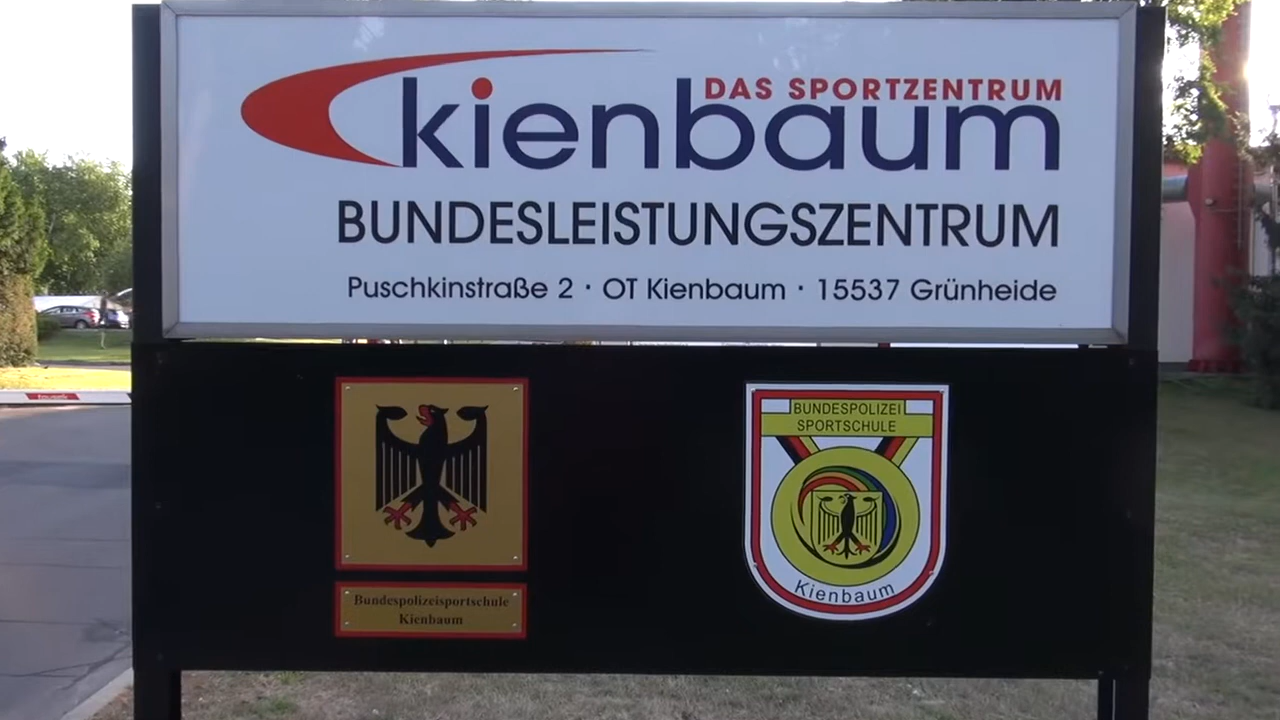 DAS SPORTZENTRUM
kienbaum
BUNDESLEISTUNGSZENTRUM
Puschkinstraße 2 · OT Kienbaum · 15537 Grünheide
Bundespolizeisportschule
Kienbaum
BUNDESPOLIZEI
SPORTSCHULE
Kienbaum